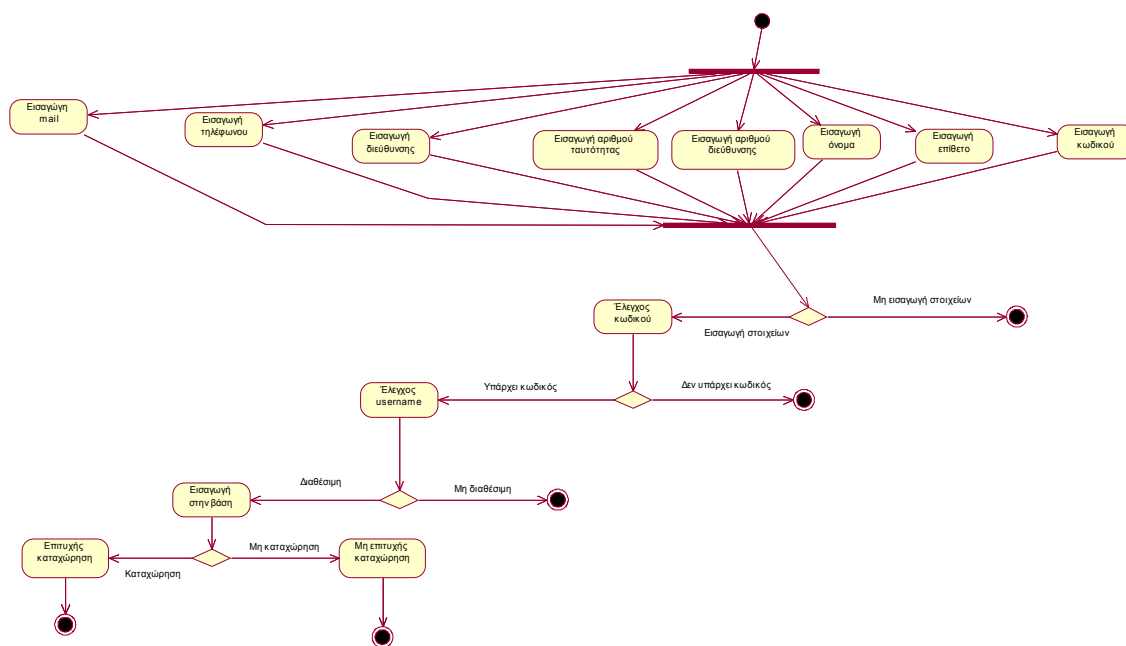 Εισαγώγη
mail
Εισαγωγή
τηλέφωνου
Εισαγωγή
διεύθυνσης
Εισαγωγή αριθμού
ταυτότητας
Εισαγωγή αριθμού
διεύθυνσης
Εισαγωγή
όνομα
Εισαγωγή
επίθετο
Εισαγωγή
κωδικού
Μη εισαγωγή στοιχείων
Έλεγχος
κωδικού
Εισαγωγή στοιχείων
Υπάρχει κωδικός
Δεν υπάρχει κωδικός
Έλεγχος
username
Διαθέσιμη
Μη διαθέσιμη
Εισαγωγή
στην βάση
Επιτυχής
καταχώρηση
Μη καταχώρηση
Μη επιτυχής
καταχώρηση
Καταχώρηση